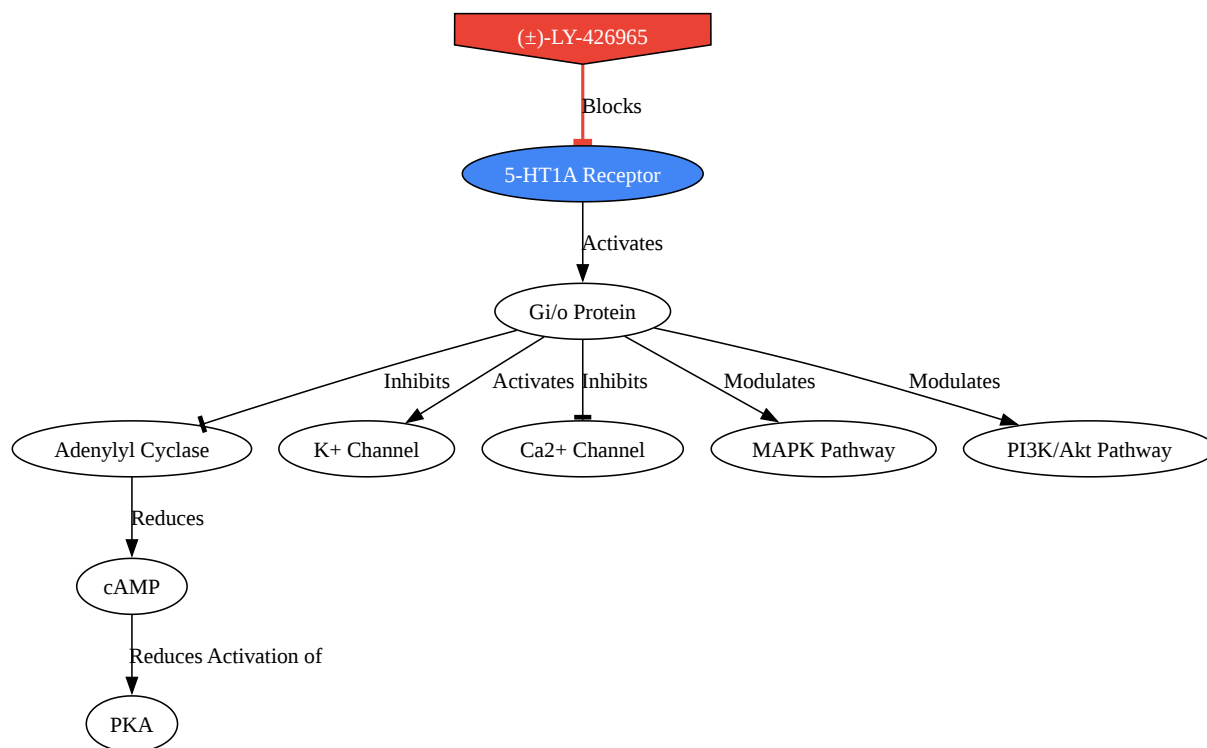 (±)-LY-426965
Blocks
5-HT1A Receptor
Activates
Gi/o Protein
Inhibits
Activates
Inhibits
Modulates
Modulates
Adenylyl Cyclase
K+ Channel
Ca2+ Channel
MAPK Pathway
PI3K/Akt Pathway
Reduces
cAMP
Reduces Activation of
PKA